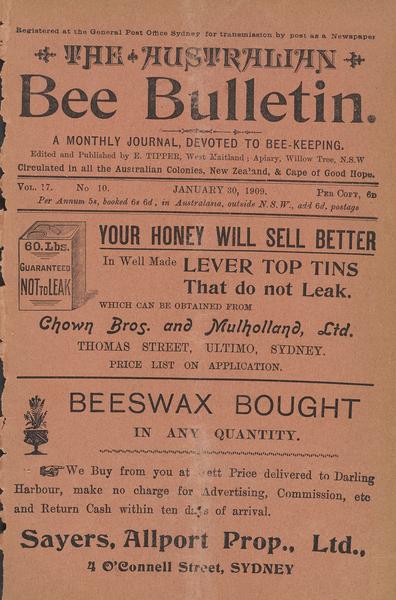 Registered at the General Post Office Sydney for transmission by post as a Newspaper
THE AUSTRALIAN
Bee Bulletin.
A MONTHLY JOURNAL, DEVOTED TO BEE-KEEPING.
Edited and Published by E. TIPPER, West Maitland; Apiary, Willow Tree, N.S.W
Circulated in all the Australian Colonies, New Zealand, & Cape of Good Hope.
VOL. 17. No 10. JANUARY 30, 1909. PER COPY, 6D
Per Annum 5s, booked 6s 6d, in Australasia, outside N.S.W., add 6d, postage
60.Lbs.
GUARANTEED
NOT TO LEAK
YOUR HONEY WILL SELL BETTER
In Well Made LEVER TOP TINS
That do not Leak.
WHICH CAN BE OBTAINED FROM
Chown Bros. and Mulholland, Ltd.
THOMAS STREET, ULTIMO, SYDNEY.
PRICE LIST ON APPLICATION.
BEESWAX BOUGHT
IN ANY QUANTITY.
We Buy from you at ett Price delivered to Darling
Harbour, make no charge for Advertising, Commission, etc
and Return Cash within ten days of arrival.
Sayers, Allport Prop., Ltd.,
4 O'Connell Street, SYDNEY